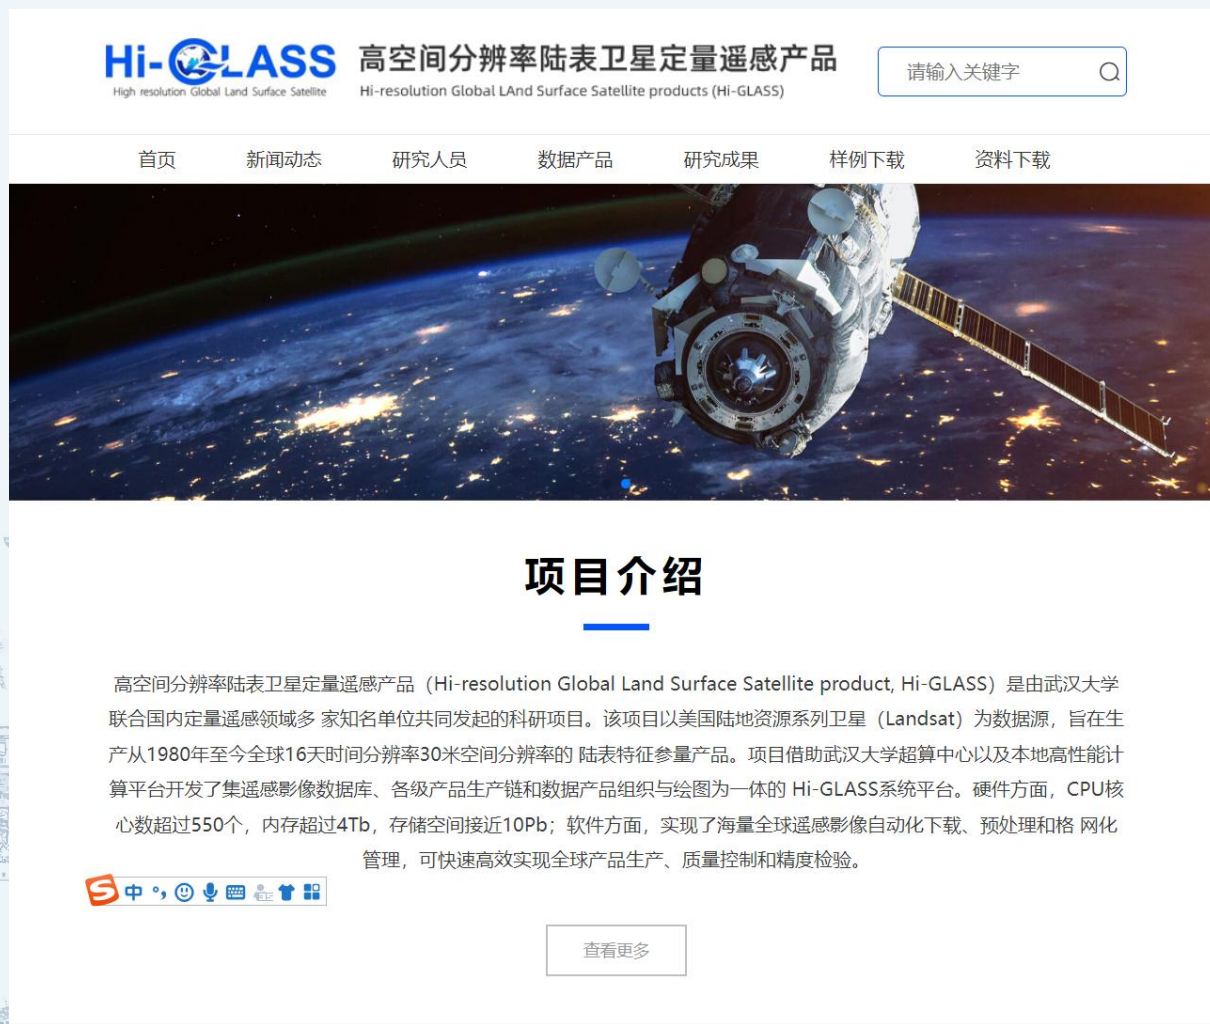 Hi-GLASS
High resolution Global Land Surface Satellite
高空间分辨率陆表卫星定量遥感产品
Hi-resolution Global LAnd Surface Satellite products (Hi-GLASS)
请输入关键字
首页 新闻动态 研究人员 数据产品 研究成果 样例下载 资料下载
项目介绍
高空间分辨率陆表卫星定量遥感产品（Hi-resolution Global Land Surface Satellite product, Hi-GLASS）是由武汉大学
联合国内定量遥感领域多 家知名单位共同发起的科研项目。该项目以美国陆地资源系列卫星（Landsat）为数据源，旨在生
产从1980年至今全球16天时间分辨率30米空间分辨率的 陆表特征参量产品。项目借助武汉大学超算中心以及本地高性能计
算平台开发了集遥感影像数据库、各级产品生产链和数据产品组织与绘图为一体的 Hi-GLASS系统平台。硬件方面，CPU核
心数超过550个，内存超过4Tb，存储空间接近10Pb；软件方面，实现了海量全球遥感影像自动化下载、预处理和格 网化
管理，可快速高效实现全球产品生产、质量控制和精度检验。
中
查看更多